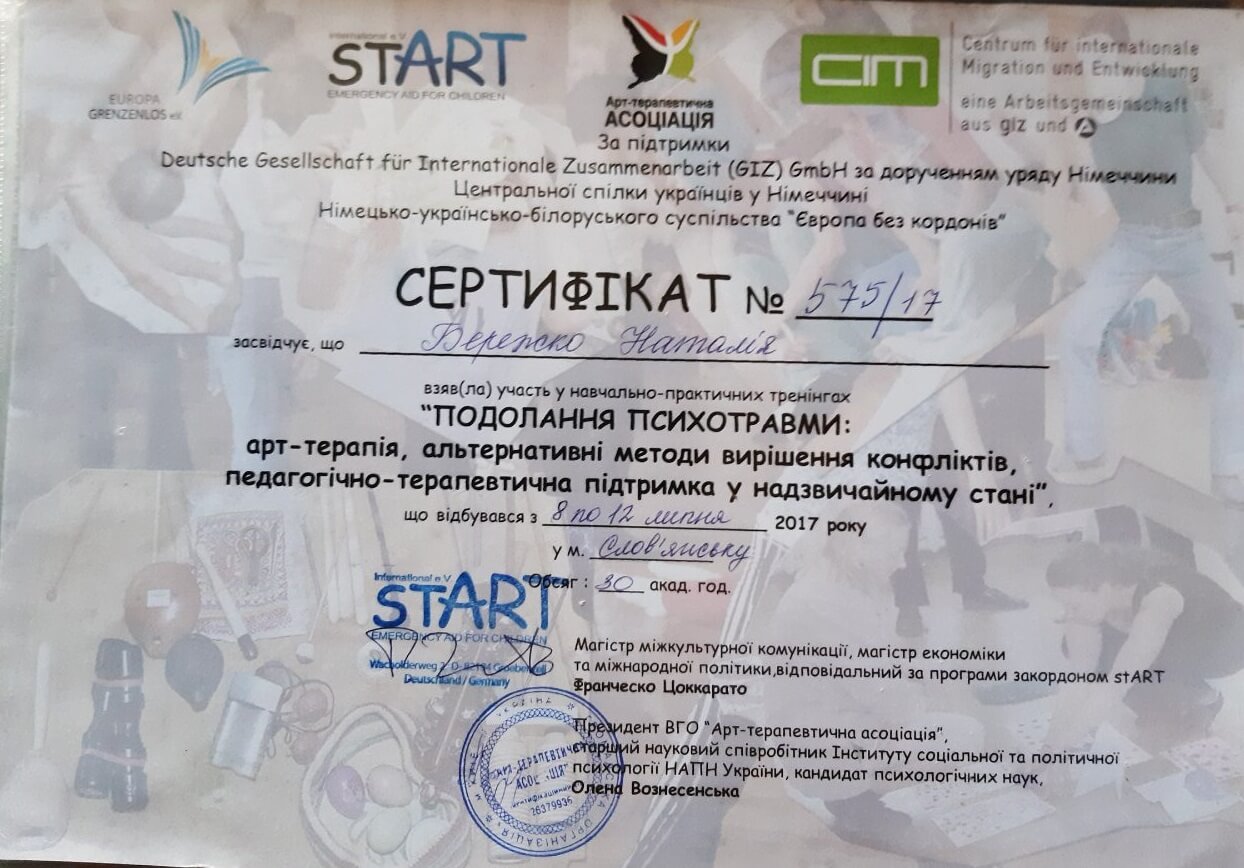 EUROPA
GRENZENLOS e.V.
International e.V.
stART
EMERGENCY AID FOR CHILDREN
Арт-терапевтична
АСОЦІАЦІЯ
CIM
Centrum für internationale
Migration und Entwicklung
eine Arbeitsgemeinschaft
aus giz und
За підтримки
Deutsche Gesellschaft für Internationale Zusammenarbeit (GIZ) GmbH за дорученням уряду Німеччини
Центральної спілки українців у Німеччині
Німецько-українсько-білоруського суспільства "Європа без кордонів"
СЕРТИФІКАТ № 575/17
засвідчує, що Бережко Наталія
взяв(ла) участь у навчально-практичних тренінгах
"ПОДОЛАННЯ ПСИХОТРАВМИ:
арт-терапія, альтернативні методи вирішення конфліктів,
педагогічно-терапевтична підтримка у надзвичайному стані",
що відбувався з 8 по 12 липня 2017 року
у м. Слов'янську
Обсяг : 30 акад. год.
International e.V.
stART
EMERGENCY AID FOR CHILDREN
Wacholderweg 2, D-82194 Groebenzell
Deutschland / Germany
Магістр міжкультурної комунікації, магістр економіки
та міжнародної політики,відповідальний за програми закордоном stART
Франческо Цоккарато
Президент ВГО "Арт-терапевтична асоціація",
старший науковий співробітник Інституту соціальної та політичної
психології НАПН України, кандидат психологічних наук,
Олена Вознесенська
26379936